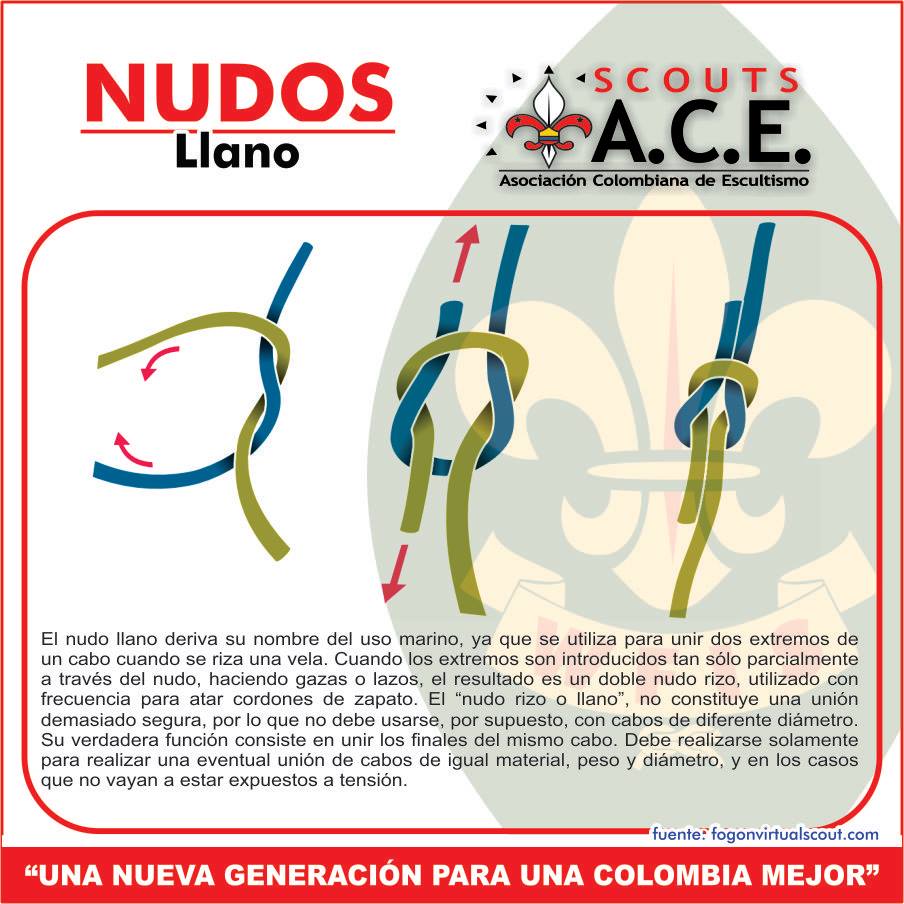 NUDOS
Llano
SCOUTS
A.C.E.
Asociación Colombiana de Escultismo
El nudo llano deriva su nombre del uso marino, ya que se utiliza para unir dos extremos de
un cabo cuando se riza una vela. Cuando los extremos son introducidos tan sólo parcialmente
a través del nudo, haciendo gazas o lazos, el resultado es un doble nudo rizo, utilizado con
frecuencia para atar cordones de zapato. El “nudo rizo o llano”, no constituye una unión
demasiado segura, por lo que no debe usarse, por supuesto, con cabos de diferente diámetro.
Su verdadera función consiste en unir los finales del mismo cabo. Debe realizarse solamente
para realizar una eventual unión de cabos de igual material, peso y diámetro, y en los casos
que no vayan a estar expuestos a tensión.
fuente: fogonvirtualscout.com
“UNA NUEVA GENERACIÓN PARA UNA COLOMBIA MEJOR”